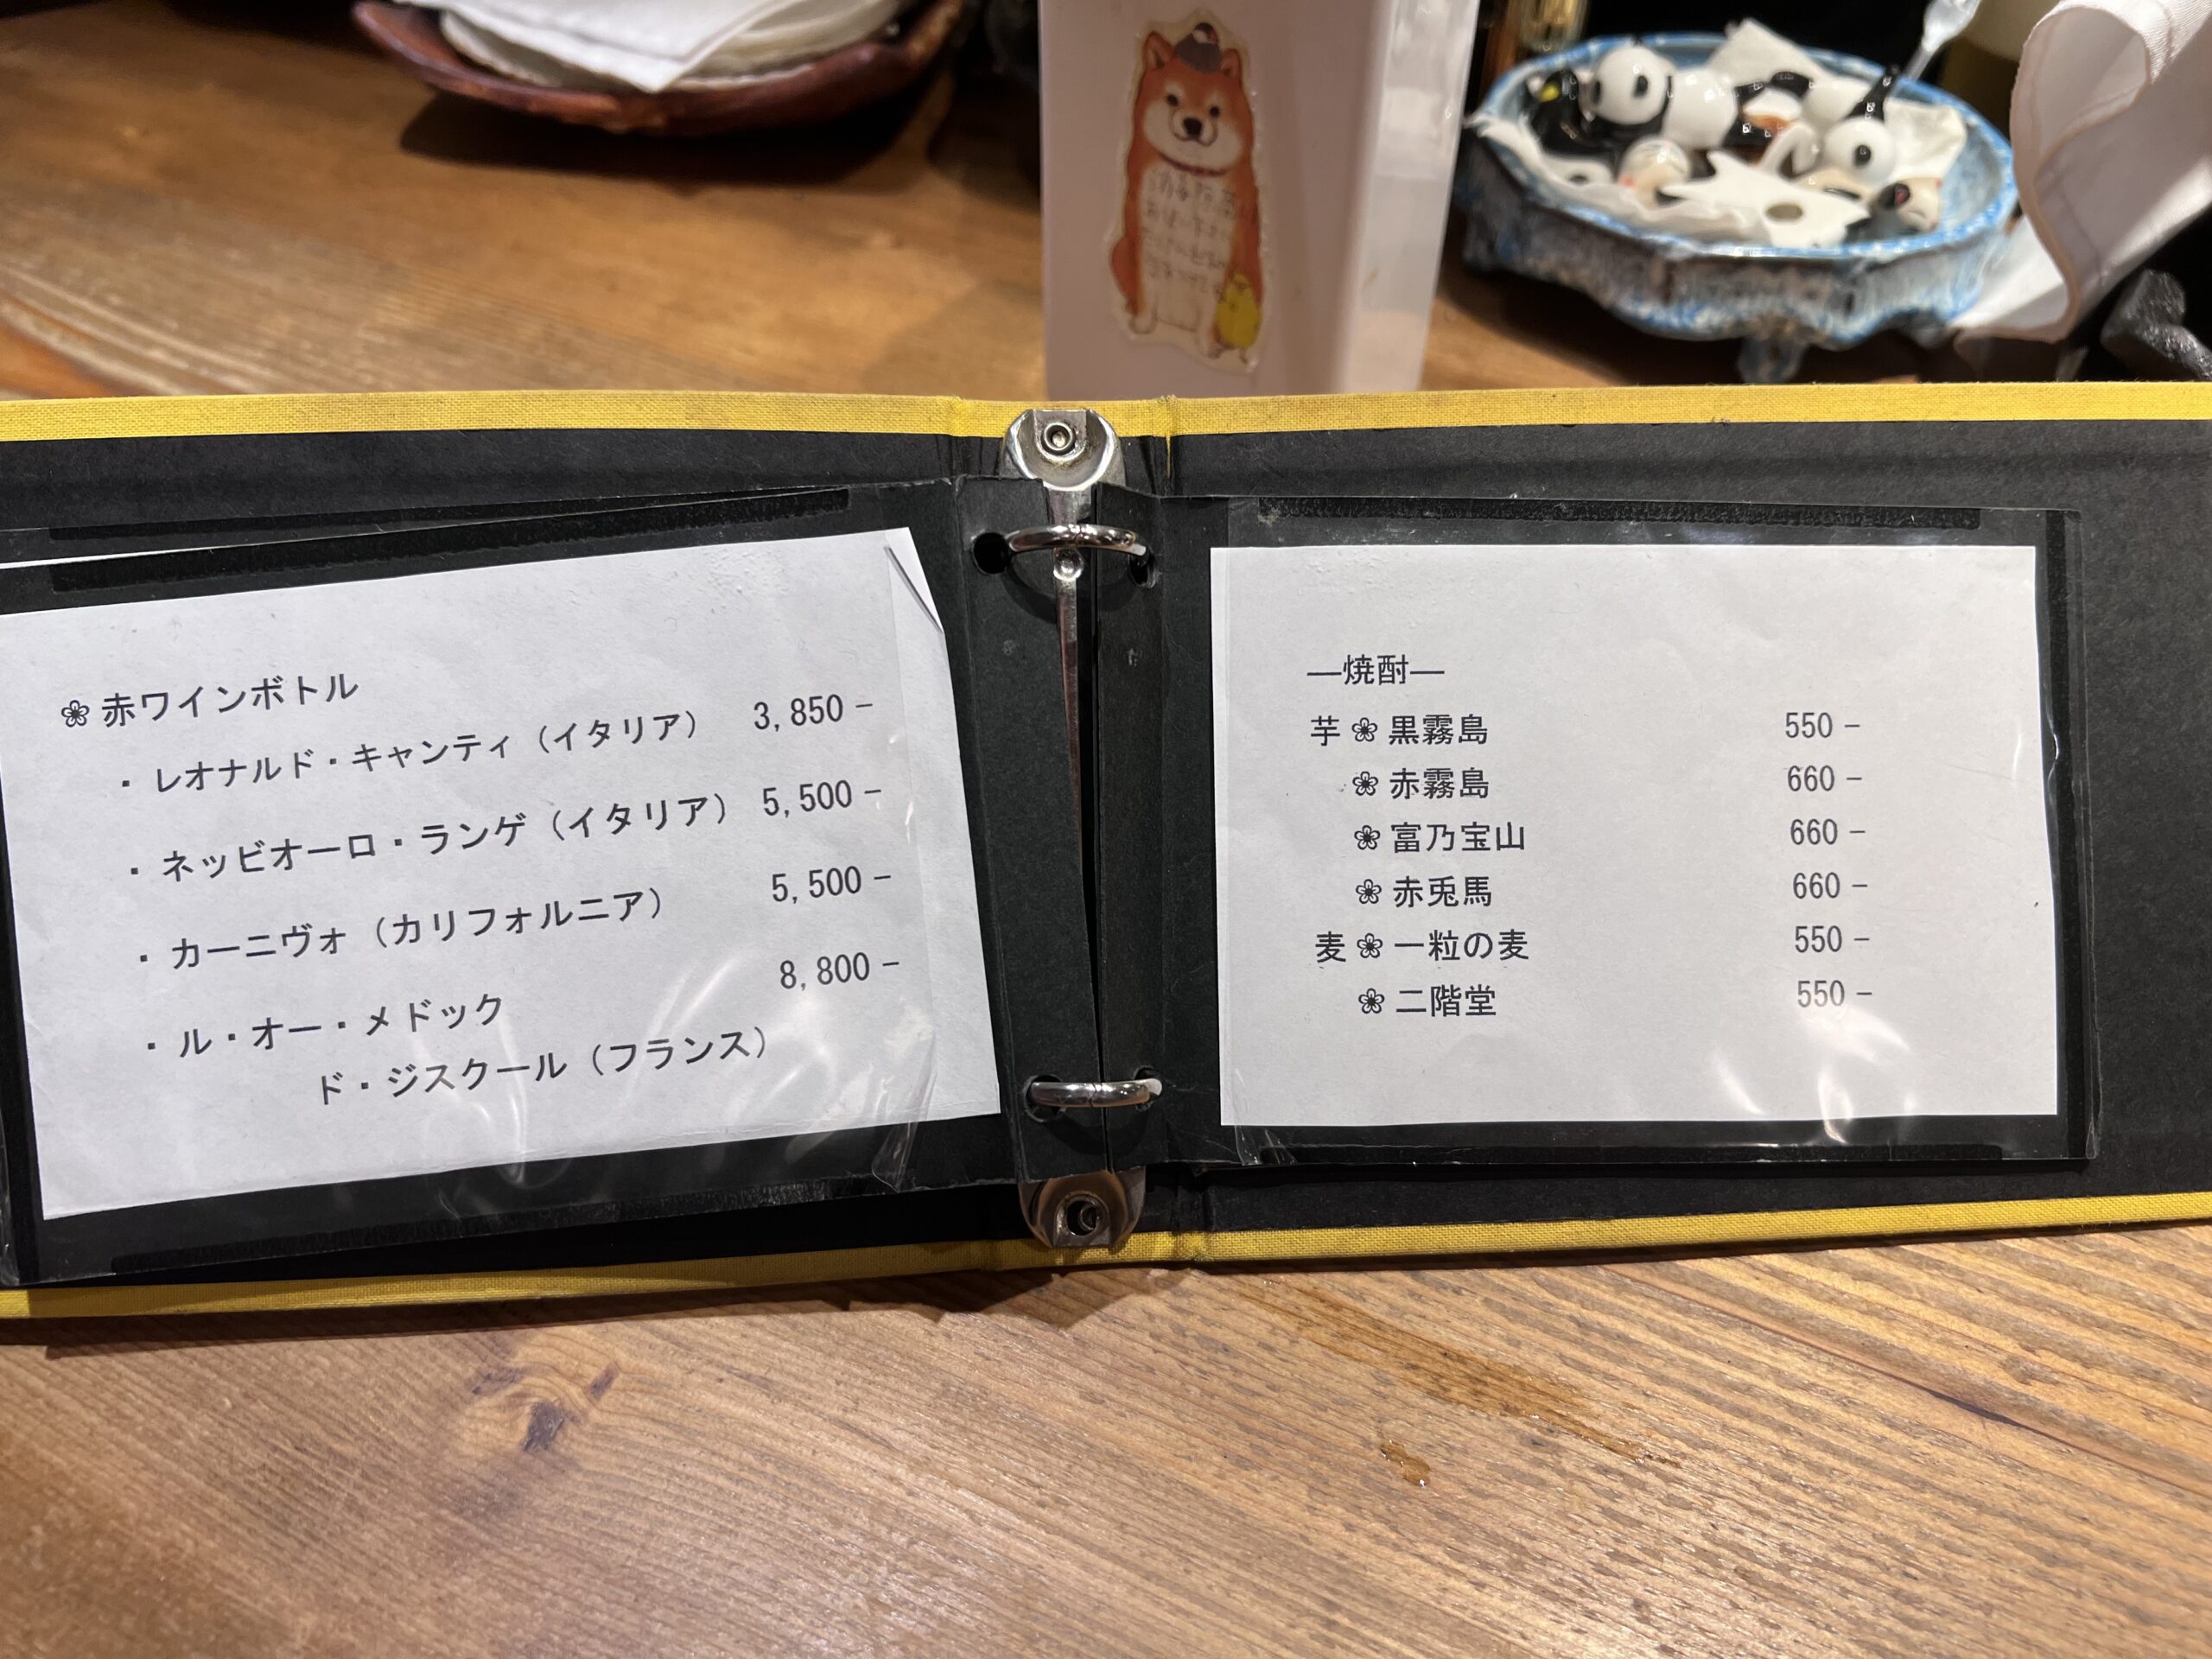 ❀ 赤ワインボトル
・レオナルド・キャンティ（イタリア） 3,850－
・ネッビオーロ・ランゲ（イタリア） 5,500－
・カーニヴォ（カリフォルニア） 5,500－
・ル・オー・メドック 8,800－
ド・ジスクール（フランス）
―焼酎―
芋 ❀ 黒霧島 550－
❀ 赤霧島 660－
❀ 富乃宝山 660－
❀ 赤兎馬 660－
麦 ❀ 一粒の麦 550－
❀ 二階堂 550－